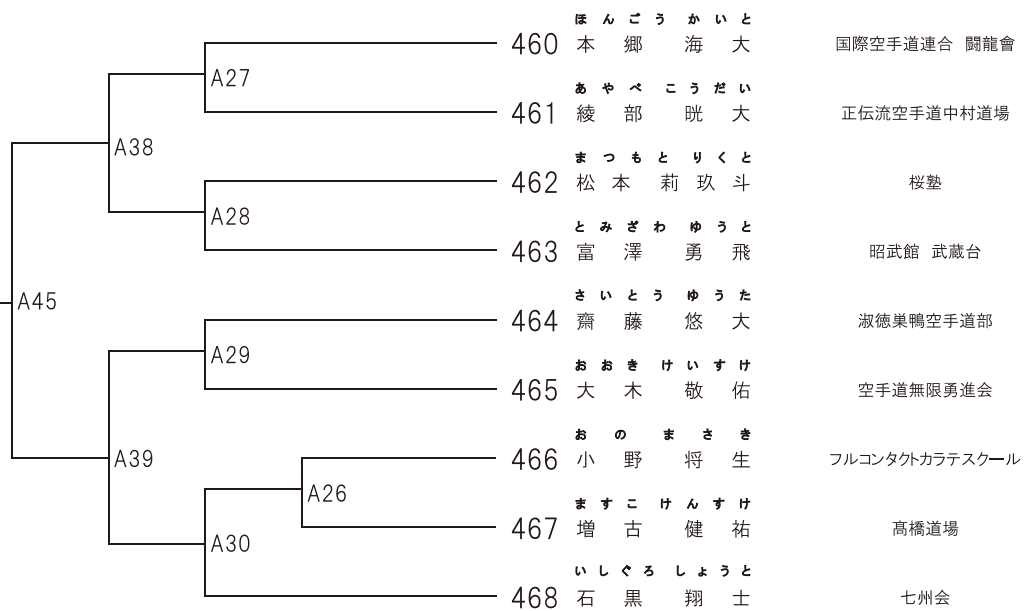 ほんごう かいと
460 本郷 海大 国際空手道連合 闘龍會
A27
あやべ こうだい
461 綾部 晄大 正伝流空手道中村道場
A38
まつもと りくと
462 松本 莉玖斗 桜塾
A28
とみざわ ゆうと
463 富澤 勇飛 昭武館 武蔵台
A45
さいとう ゆうた
464 齋藤 悠大 淑徳巣鴨空手道部
A29
おおき けいすけ
465 大木 敬佑 空手道無限勇進会
A39
おの まさき
466 小野 将生 フルコンタクトカラテスクール
A26
ますこ けんすけ
467 増古 健祐 髙橋道場
A30
いしぐろ しょうと
468 石黒 翔士 七州会